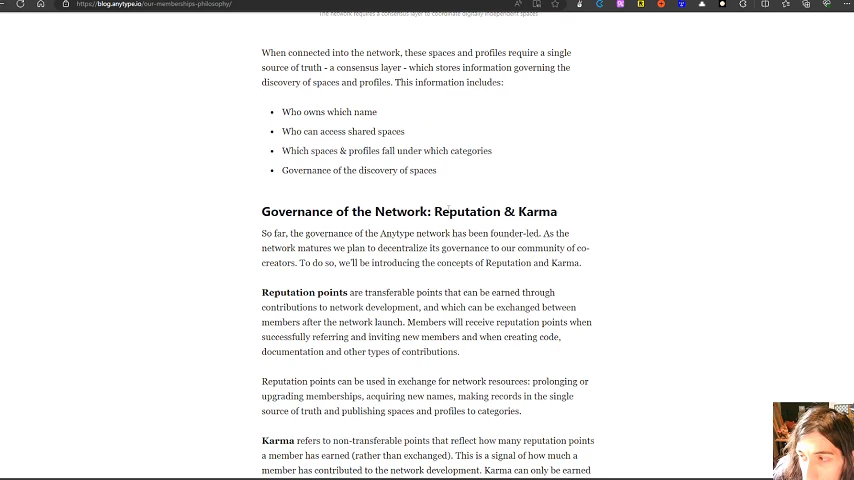 https://blog.anytype.io/our-memberships-philosophy/
The network requires a consensus layer to coordinate digitally independent spaces
When connected into the network, these spaces and profiles require a single
source of truth - a consensus layer - which stores information governing the
discovery of spaces and profiles. This information includes:
• Who owns which name
• Who can access shared spaces
• Which spaces & profiles fall under which categories
• Governance of the discovery of spaces
Governance of the Network: Reputation & Karma
So far, the governance of the Anytype network has been founder-led. As the
network matures we plan to decentralize its governance to our community of co-
creators. To do so, we'll be introducing the concepts of Reputation and Karma.
Reputation points are transferable points that can be earned through
contributions to network development, and which can be exchanged between
members after the network launch. Members will receive reputation points when
successfully referring and inviting new members and when creating code,
documentation and other types of contributions.
Reputation points can be used in exchange for network resources: prolonging or
upgrading memberships, acquiring new names, making records in the single
source of truth and publishing spaces and profiles to categories.
Karma refers to non-transferable points that reflect how many reputation points
a member has earned (rather than exchanged). This is a signal of how much a
member has contributed to the network development. Karma can only be earned